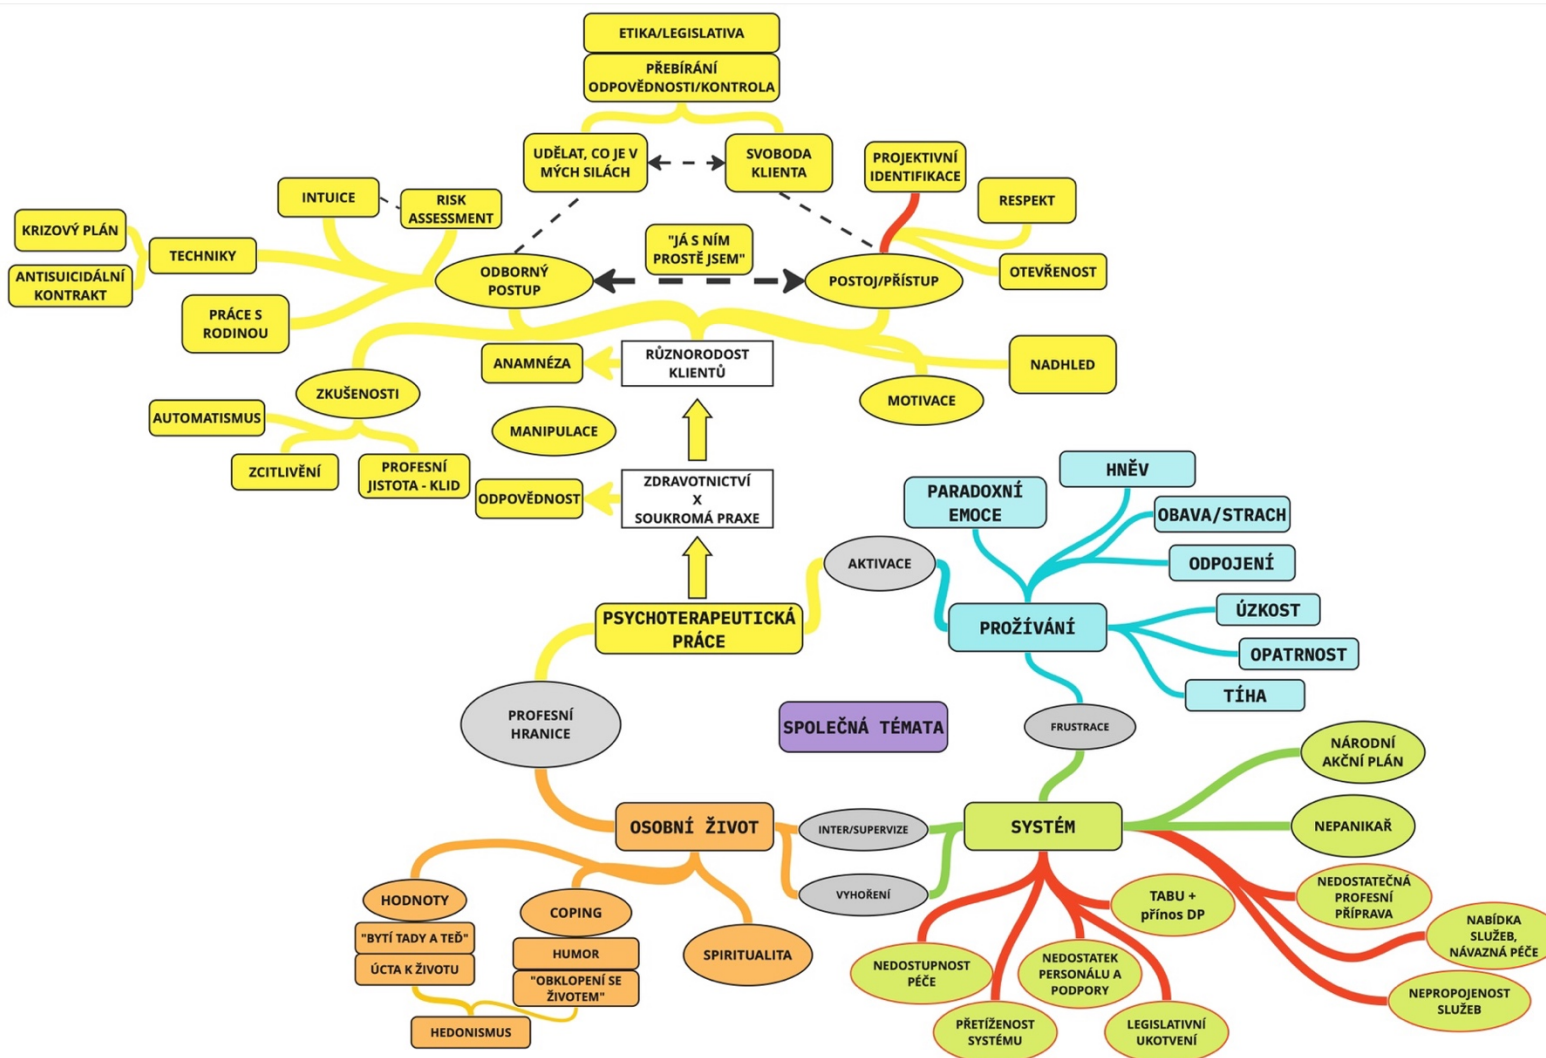 ETIKA/LEGISLATIVA
PŘEBÍRÁNÍ
ODPOVĚDNOSTI/KONTROLA
UDĚLAT, CO JE V
MÝCH SILÁCH
SVOBODA
KLIENTA
PROJEKTIVNÍ
IDENTIFIKACE
RESPEKT
OTEVŘENOST
INTUICE
RISK
ASSESSMENT
KRIZOVÝ PLÁN
TECHNIKY
ANTISUICIDÁLNÍ
KONTRAKT
PRÁCE S
RODINOU
ODBORNÝ
POSTUP
"JÁ S NÍM
PROSTĚ JSEM"
POSTOJ/PŘÍSTUP
ANAMNÉZA
RŮZNORODOST
KLIENTŮ
NADHLED
MOTIVACE
ZKUŠENOSTI
AUTOMATISMUS
ZCITLIVĚNÍ
PROFESNÍ
JISTOTA - KLID
MANIPULACE
ODPOVĚDNOST
ZDRAVOTNICTVÍ
X
SOUKROMÁ PRAXE
PSYCHOTERAPEUTICKÁ
PRÁCE
AKTIVACE
PARADOXNÍ
EMOCE
HNĚV
OBAVA/STRACH
ODPOJENÍ
PROŽÍVÁNÍ
ÚZKOST
OPATRNOST
TÍHA
PROFESNÍ
HRANICE
SPOLEČNÁ TÉMATA
FRUSTRACE
OSOBNÍ ŽIVOT
INTER/SUPERVIZE
VYHOŘENÍ
SYSTÉM
NÁRODNÍ
AKČNÍ PLÁN
NEPANIKAŘ
NEDOSTATEČNÁ
PROFESNÍ
PŘÍPRAVA
NABÍDKA
SLUŽEB,
NÁVAZNÁ PÉČE
NEPROPOJENOST
SLUŽEB
TABU +
přínos DP
NEDOSTUPNOST
PÉČE
NEDOSTATEK
PERSONÁLU A
PODPORY
PŘETÍŽENOST
SYSTÉMU
LEGISLATIVNÍ
UKOTVENÍ
HODNOTY
"BYTÍ TADY A TEĎ"
ÚCTA K ŽIVOTU
COPING
HUMOR
"OBKLOPENÍ SE
ŽIVOTEM"
HEDONISMUS
SPIRITUALITA